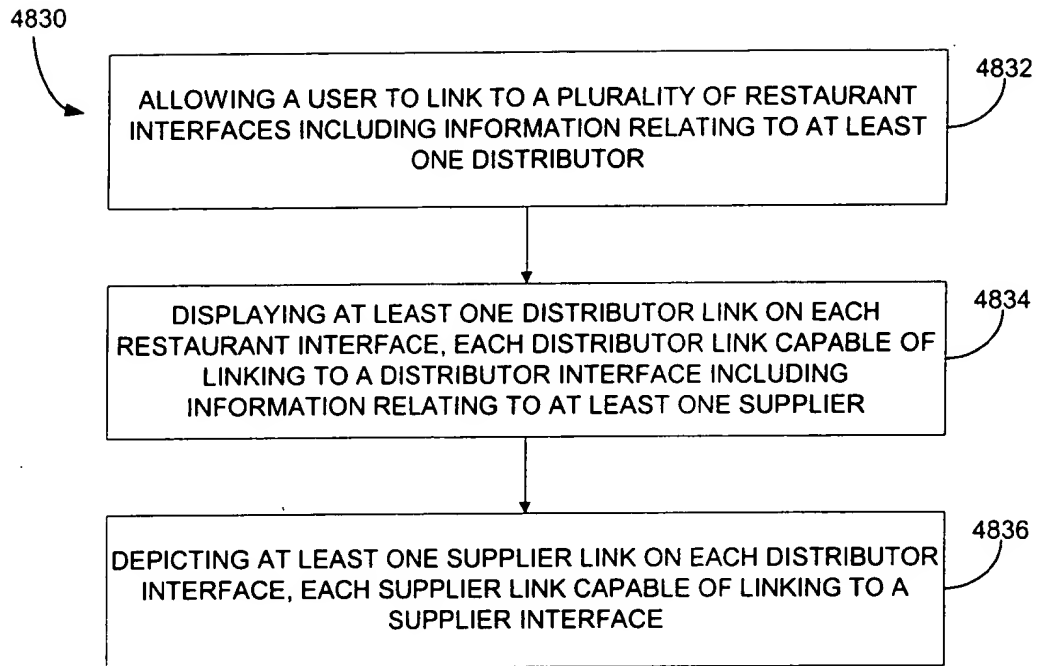 4830
4832
ALLOWING A USER TO LINK TO A PLURALITY OF RESTAURANT
INTERFACES INCLUDING INFORMATION RELATING TO AT LEAST
ONE DISTRIBUTOR
4834
DISPLAYING AT LEAST ONE DISTRIBUTOR LINK ON EACH
RESTAURANT INTERFACE, EACH DISTRIBUTOR LINK CAPABLE OF
LINKING TO A DISTRIBUTOR INTERFACE INCLUDING
INFORMATION RELATING TO AT LEAST ONE SUPPLIER
4836
DEPICTING AT LEAST ONE SUPPLIER LINK ON EACH DISTRIBUTOR
INTERFACE, EACH SUPPLIER LINK CAPABLE OF LINKING TO A
SUPPLIER INTERFACE